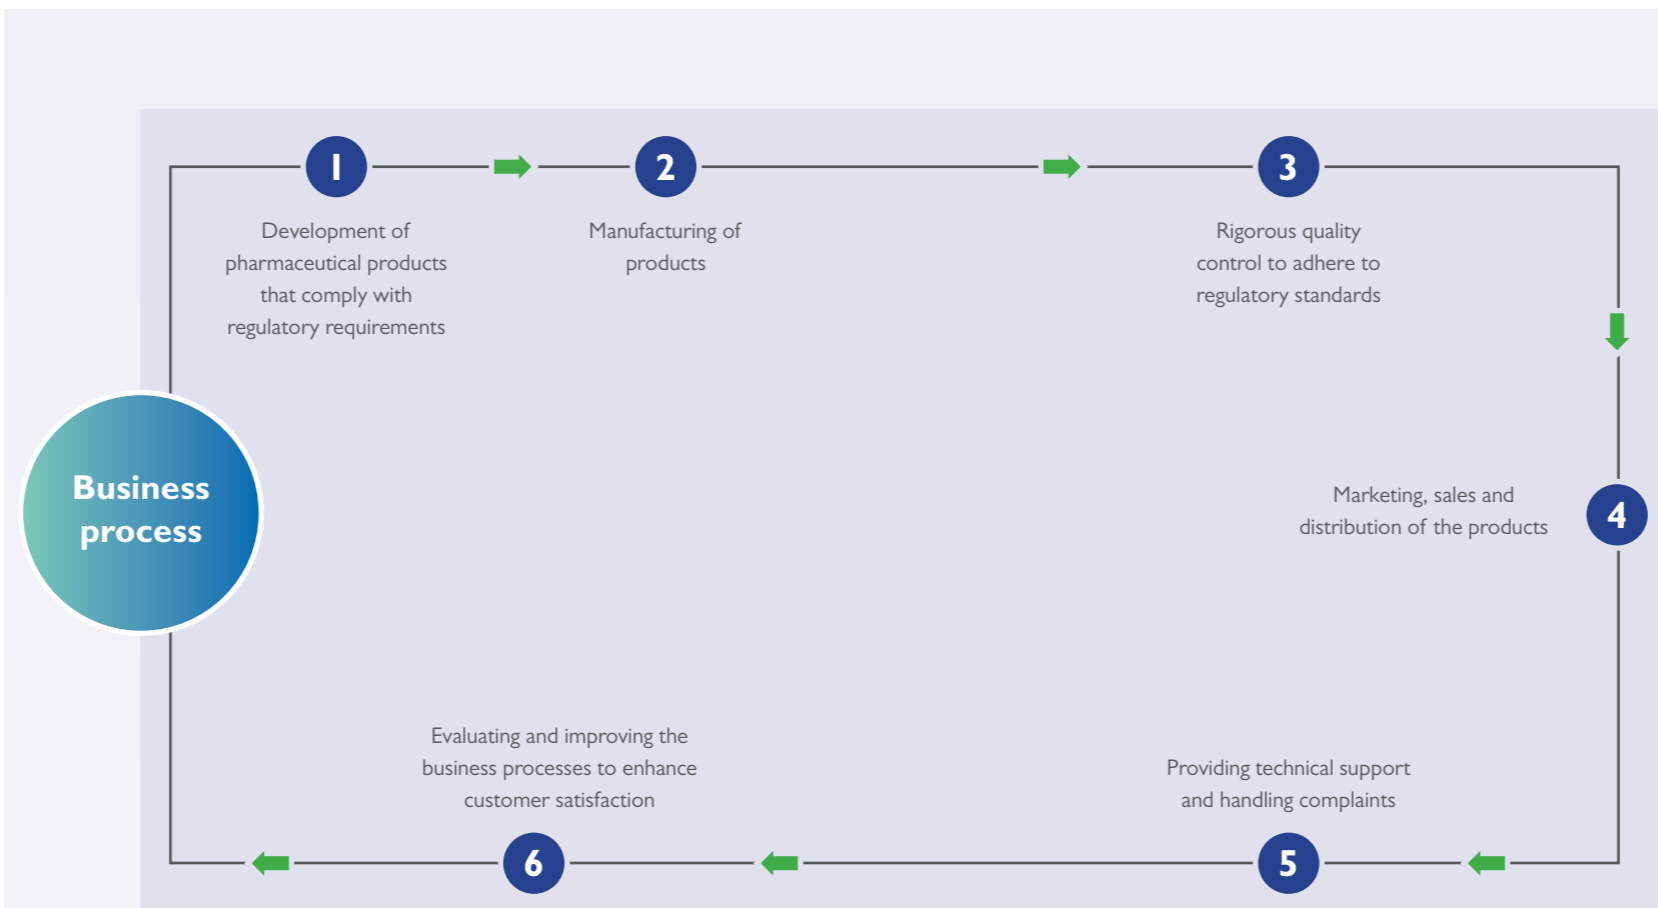 1
Development of
pharmaceutical products
that comply with
regulatory requirements
2
Manufacturing of
products
3
Rigorous quality
control to adhere to
regulatory standards
Business
process
Marketing, sales and
distribution of the products
4
Providing technical support
and handling complaints
5
Evaluating and improving the
business processes to enhance
customer satisfaction
6